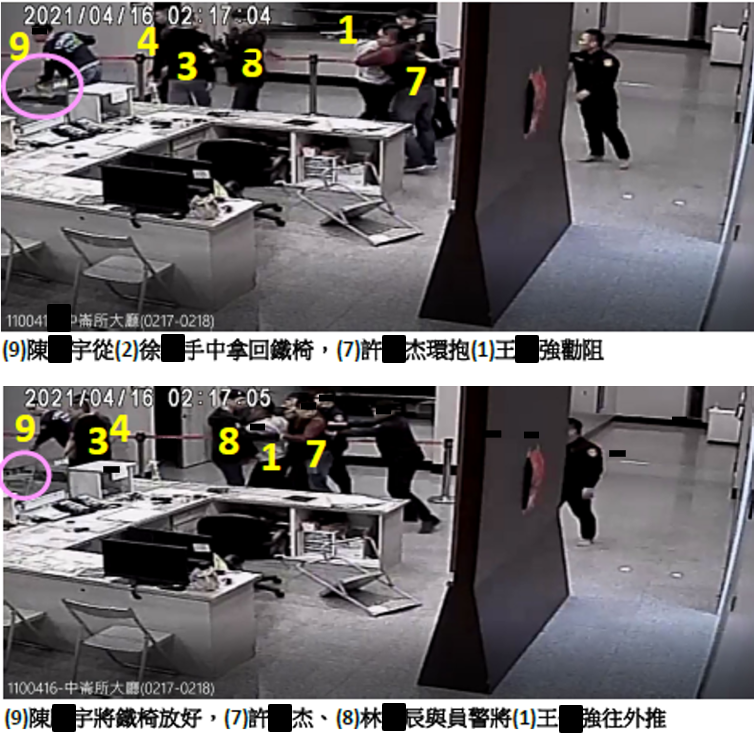 2021/04/16 02:17:04
9 4 3 8 1 7
1100416-中崙所大廳(0217-0218)
(9)陳宇從(2)徐手中拿回鐵椅，(7)許杰環抱(1)王強勸阻
2021/04/16 02:17:05
9 3 4 8 1 7
1100416-中崙所大廳(0217-0218)
(9)陳宇將鐵椅放好，(7)許杰、(8)林辰與員警將(1)王強往外推